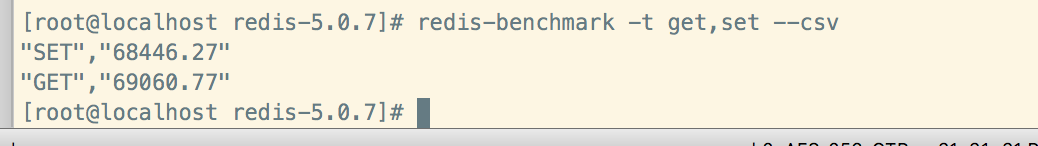 [root@localhost redis-5.0.7]# redis-benchmark -t get,set --csv
"SET","68446.27"
"GET","69060.77"
[root@localhost redis-5.0.7]#